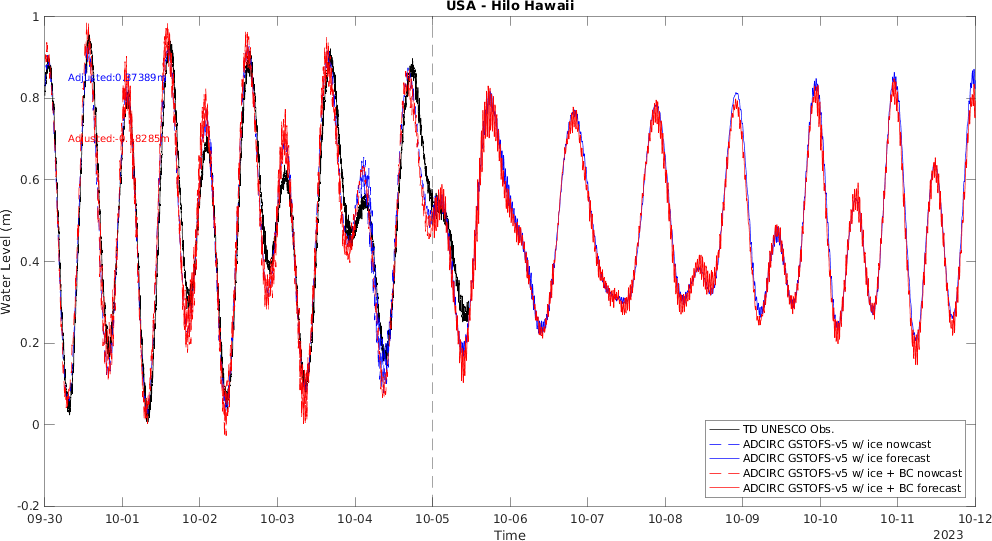 USA - Hilo Hawaii
1
0.8
0.6
0.4
0.2
0
-0.2
Water Level (m)
Adjusted:0.37389m
Adjusted:-0.18285m
TD UNESCO Obs.
ADCIRC GSTOFS-v5 w/ ice nowcast
ADCIRC GSTOFS-v5 w/ ice forecast
ADCIRC GSTOFS-v5 w/ ice + BC nowcast
ADCIRC GSTOFS-v5 w/ ice + BC forecast
09-30 10-01 10-02 10-03 10-04 10-05 10-06 10-07 10-08 10-09 10-10 10-11 10-12
Time
2023